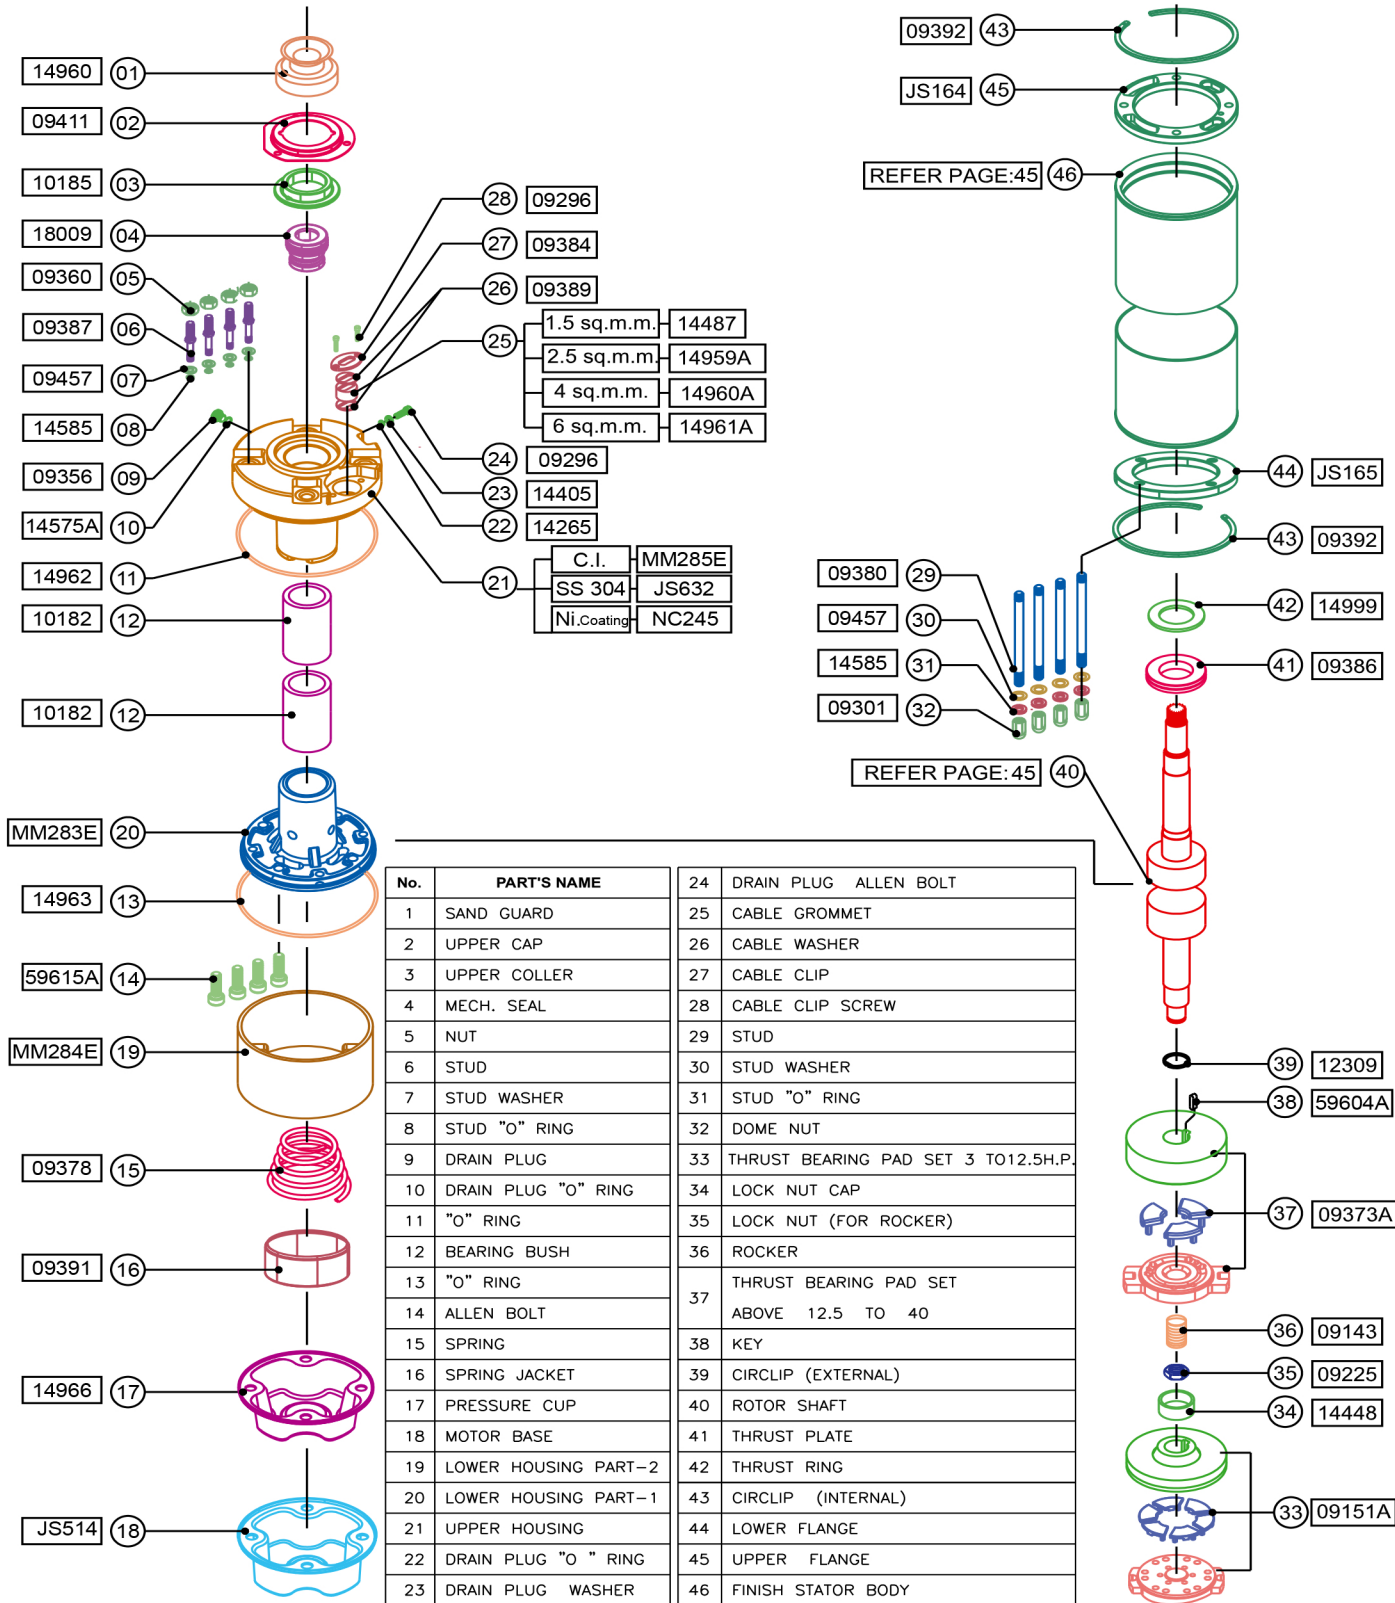 14960 01
09411 02
10185 03
18009 04
09360 05
09387 06
09457 07
14585 08
09356 09
14575A 10
14962 11
10182 12
10182 12
MM283E 20
14963 13
59615A 14
MM284E 19
09378 15
09391 16
14966 17
JS514 18
28 09296
27 09384
26 09389
25
1.5 sq.m.m. 14487
2.5 sq.m.m. 14959A
4 sq.m.m. 14960A
6 sq.m.m. 14961A
24 09296
23 14405
22 14265
21
C.I. MM285E
SS 304 JS632
Ni.Coating NC245
09392 43
JS164 45
REFER PAGE:45 46
44 JS165
43 09392
09380 29
09457 30
14585 31
09301 32
42 14999
41 09386
REFER PAGE:45 40
39 12309
38 59604A
37 09373A
36 09143
35 09225
34 14448
33 09151A
No. PART'S NAME
1 SAND GUARD
2 UPPER CAP
3 UPPER COLLER
4 MECH. SEAL
5 NUT
6 STUD
7 STUD WASHER
8 STUD "O" RING
9 DRAIN PLUG
10 DRAIN PLUG "O" RING
11 "O" RING
12 BEARING BUSH
13 "O" RING
14 ALLEN BOLT
15 SPRING
16 SPRING JACKET
17 PRESSURE CUP
18 MOTOR BASE
19 LOWER HOUSING PART-2
20 LOWER HOUSING PART-1
21 UPPER HOUSING
22 DRAIN PLUG "O " RING
23 DRAIN PLUG WASHER
24 DRAIN PLUG ALLEN BOLT
25 CABLE GROMMET
26 CABLE WASHER
27 CABLE CLIP
28 CABLE CLIP SCREW
29 STUD
30 STUD WASHER
31 STUD "O" RING
32 DOME NUT
33 THRUST BEARING PAD SET 3 TO12.5H.P.
34 LOCK NUT CAP
35 LOCK NUT (FOR ROCKER)
36 ROCKER
37 THRUST BEARING PAD SET
ABOVE 12.5 TO 40
38 KEY
39 CIRCLIP (EXTERNAL)
40 ROTOR SHAFT
41 THRUST PLATE
42 THRUST RING
43 CIRCLIP (INTERNAL)
44 LOWER FLANGE
45 UPPER FLANGE
46 FINISH STATOR BODY